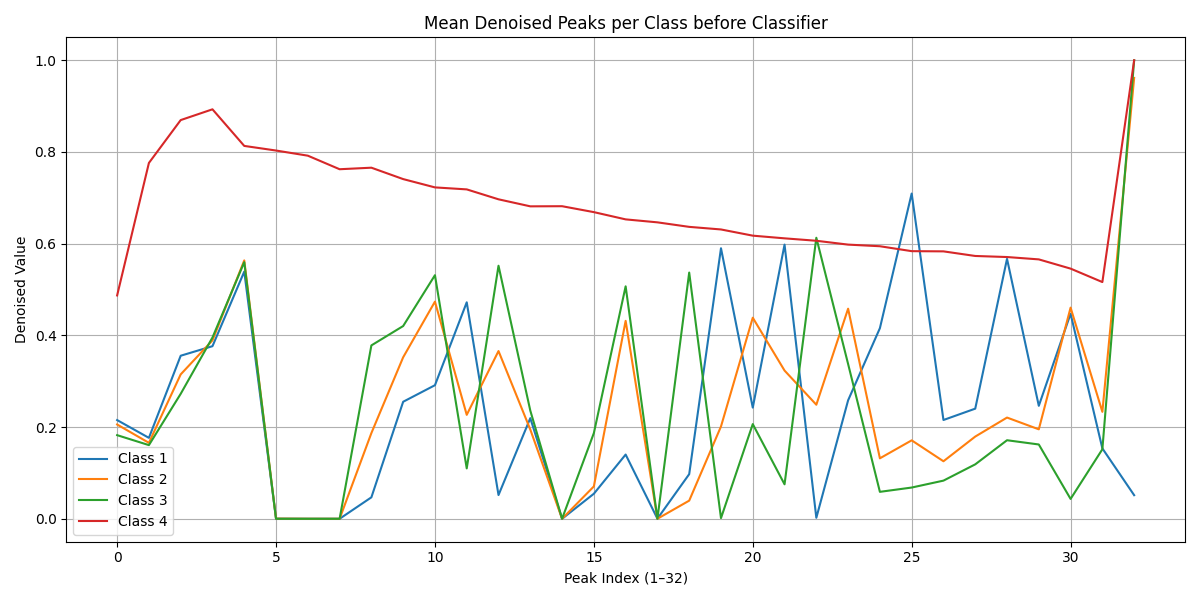 Mean Denoised Peaks per Class before Classifier
Denoised Value
1.0
0.8
0.6
0.4
0.2
0.0
Class 1
Class 2
Class 3
Class 4
0 5 10 15 20 25 30
Peak Index (1–32)